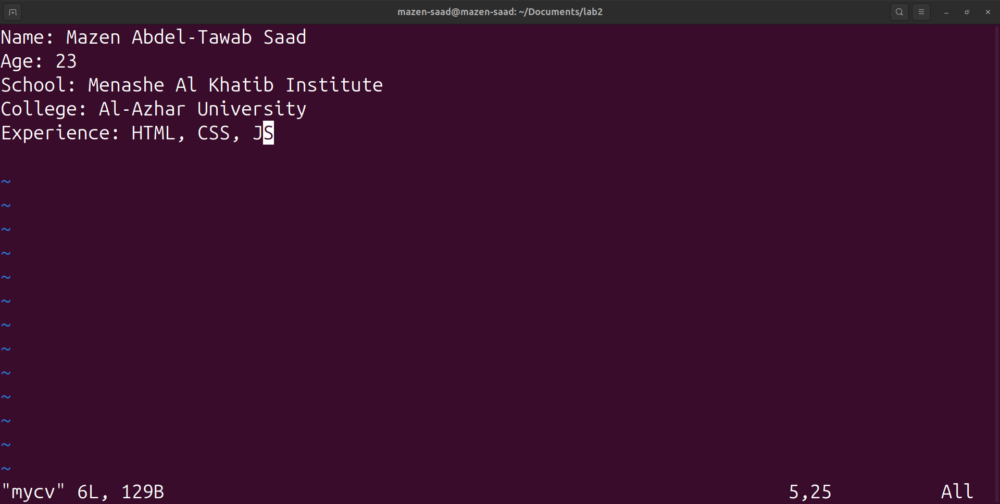 mazen-saad@mazen-saad: ~/Documents/lab2
Name: Mazen Abdel-Tawab Saad
Age: 23
School: Menashe Al Khatib Institute
College: Al-Azhar University
Experience: HTML, CSS, JS
~
~
~
~
~
~
~
~
~
~
~
~
~
"mycv" 6L, 129B 5,25 All